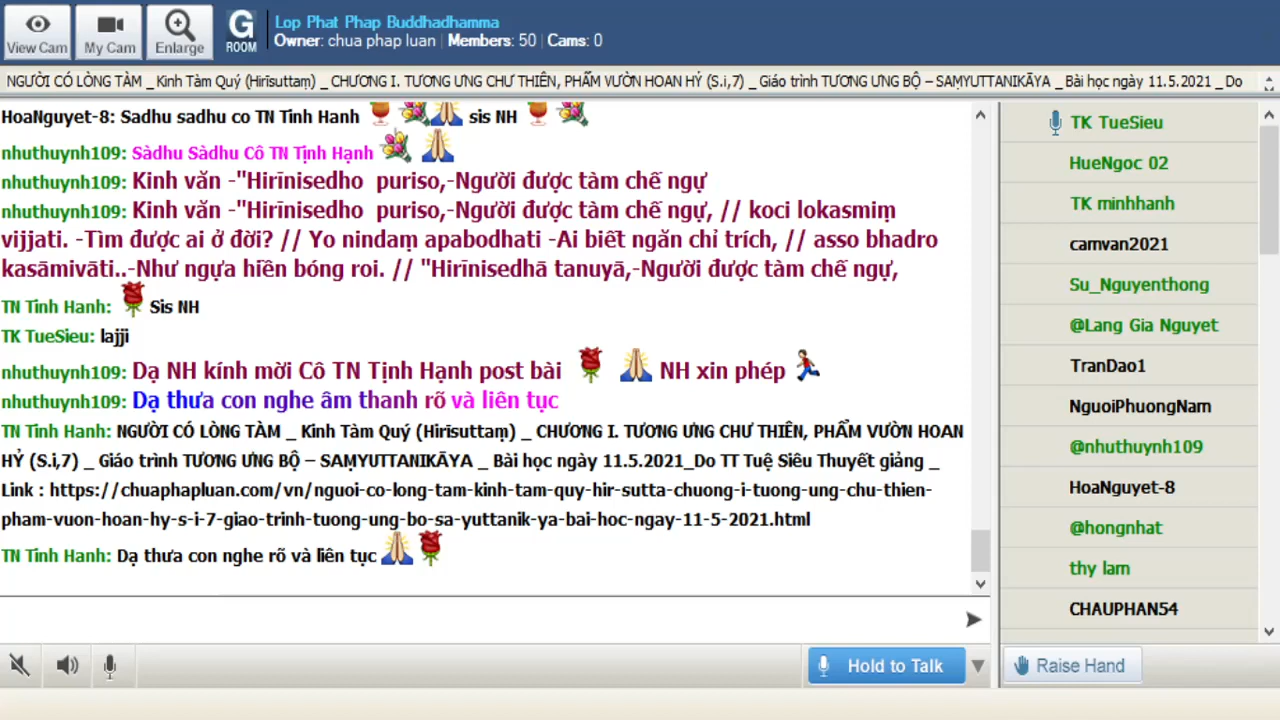 View Cam
My Cam
Enlarge
G
ROOM
Lop Phat Phap Buddhadhamma
Owner: chua phap luan | Members: 50 | Cams: 0
NGƯỜI CÓ LÒNG TÀM _ Kinh Tàm Quý (Hirīsuttaṃ) _ CHƯƠNG I. TƯƠNG ƯNG CHƯ THIÊN, PHẨM VƯỜN HOAN HỶ (S.i,7) _ Giáo trình TƯƠNG ƯNG BỘ – SAṂYUTTANIKĀYA _ Bài học ngày 11.5.2021 _ Do
HoaNguyet-8: Sadhu sadhu co TN Tinh Hanh sis NH
nhuthuynh109: Sàdhu Sàdhu Cô TN Tịnh Hạnh
nhuthuynh109: Kinh văn -"Hirīnisedho puriso,-Người được tàm chế ngự
nhuthuynh109: Kinh văn -"Hirīnisedho puriso,-Người được tàm chế ngự, // koci lokasmiṃ
vijjati. -Tìm được ai ở đời? // Yo nindaṃ apabodhati -Ai biết ngăn chỉ trích, // asso bhadro
kasāmivāti..-Như ngựa hiền bóng roi. // "Hirīnisedhā tanuyā,-Người được tàm chế ngự,
TN Tinh Hanh: Sis NH
TK TueSieu: lajji
nhuthuynh109: Dạ NH kính mời Cô TN Tịnh Hạnh post bài NH xin phép
nhuthuynh109: Dạ thưa con nghe âm thanh rõ và liên tục
TN Tinh Hanh: NGƯỜI CÓ LÒNG TÀM _ Kinh Tàm Quý (Hirīsuttaṃ) _ CHƯƠNG I. TƯƠNG ƯNG CHƯ THIÊN, PHẨM VƯỜN HOAN
HỶ (S.i,7) _ Giáo trình TƯƠNG ƯNG BỘ – SAṂYUTTANIKĀYA _ Bài học ngày 11.5.2021_Do TT Tuệ Siêu Thuyết giảng _
Link : https://chuaphapluan.com/vn/nguoi-co-long-tam-kinh-tam-quy-hir-sutta-chuong-i-tuong-ung-chu-thien-
pham-vuon-hoan-hy-s-i-7-giao-trinh-tuong-ung-bo-sa-yuttanik-ya-bai-hoc-ngay-11-5-2021.html
TN Tinh Hanh: Dạ thưa con nghe rõ và liên tục
TK TueSieu
HueNgoc 02
TK minhhanh
camvan2021
Su_Nguyenthong
@Lang Gia Nguyet
TranDao1
NguoiPhuongNam
@nhuthuynh109
HoaNguyet-8
@hongnhat
thy lam
CHAUPHAN54
Hold to Talk
Raise Hand